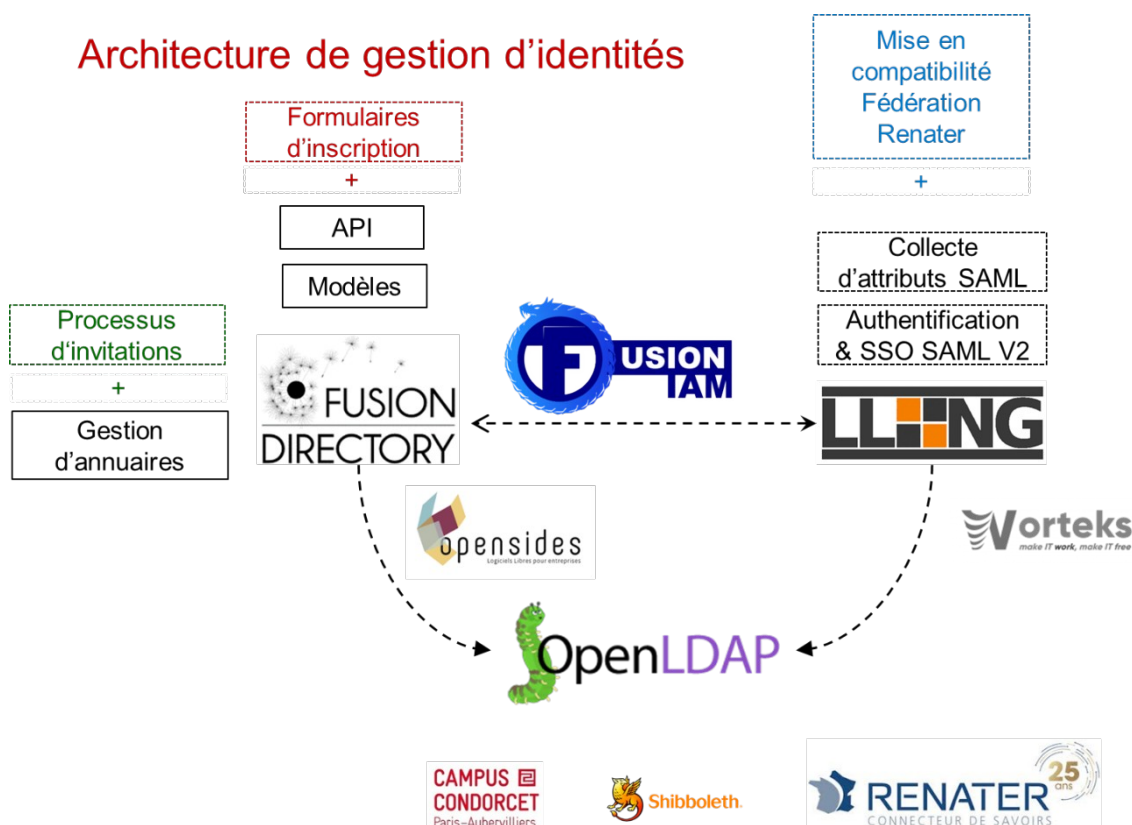 Architecture de gestion d’identités
Mise en
compatibilité
Fédération
Renater
+
Formulaires
d’inscription
+
API
Modèles
Collecte
d’attributs SAML
Authentification
& SSO SAML V2
Processus
d‘invitations
+
Gestion
d’annuaires
FUSION
DIRECTORY
FUSION
IAM
LL::NG
opensides
Logiciels Libres pour entreprises
Vorteks
make IT work, make IT free
OpenLDAP
CAMPUS
CONDORCET
Paris-Aubervilliers
Shibboleth.
RENATER
CONNECTEUR DE SAVOIRS
25
ans